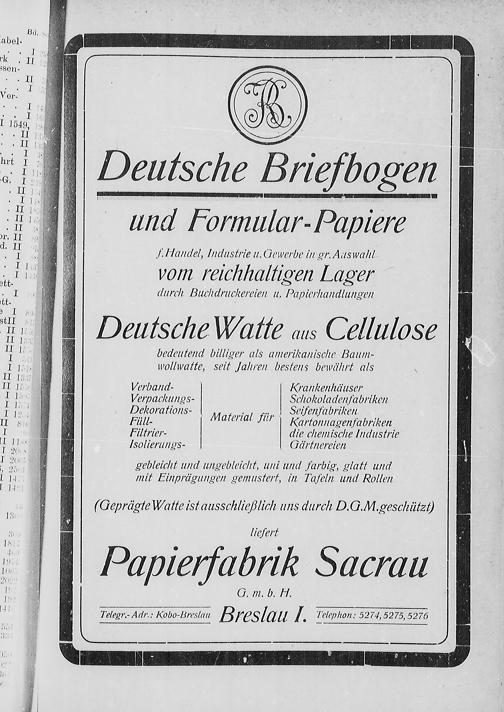 Deutsche Briefbogen
und Formular-Papiere
f. Handel, Industrie u. Gewerbe in gr. Auswahl
vom reichhaltigen Lager
durch Buchdruckereien u. Papierhandlungen
Deutsche Watte aus Cellulose
bedeutend billiger als amerikanische Baum-
wollwatte, seit Jahren bestens bewährt als
Verband-
Verpackungs-
Dekorations-
Füll-
Filtrier-
Isolierungs-
Material für
Krankenhäuser
Schokoladenfabriken
Seifenfabriken
Kartonnagenfabriken
die chemische Industrie
Gärtnereien
gebleicht und ungebleicht, uni und farbig, glatt und
mit Einprägungen gemustert, in Tafeln und Rollen
(Geprägte Watte ist ausschließlich uns durch D.G.M. geschützt)
liefert
Papierfabrik Sacrau
G. m. b. H.
Telegr.-Adr.: Kobo-Breslau Breslau I. Telephon: 5274, 5275, 5276